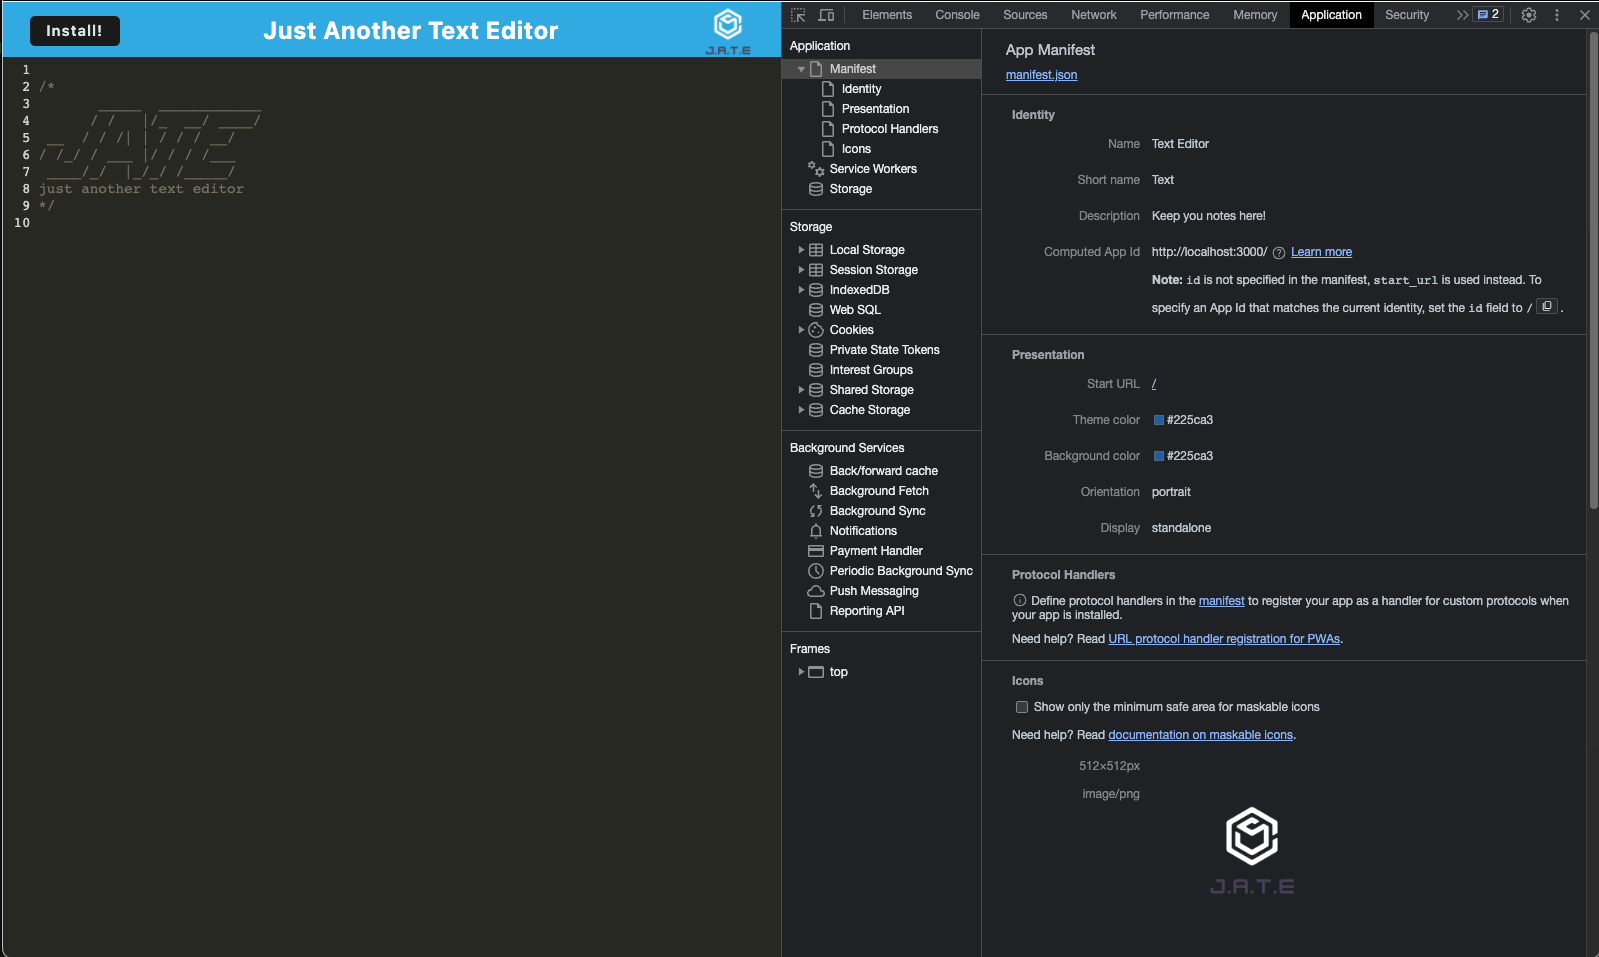 Install!
Just Another Text Editor
J.A.T.E
1
2 /*
3       _____  ____________
4      / /   |/_  __/ ____/
5 __  / / /| | / / / __/
6 / /_/ / ___ |/ / / /___
7 ____/_/  |_/_/ /_____/
8 just another text editor
9 */
10
Elements Console Sources Network Performance Memory Application Security 2
Application
Manifest
Identity
Presentation
Protocol Handlers
Icons
Service Workers
Storage
Storage
Local Storage
Session Storage
IndexedDB
Web SQL
Cookies
Private State Tokens
Interest Groups
Shared Storage
Cache Storage
Background Services
Back/forward cache
Background Fetch
Background Sync
Notifications
Payment Handler
Periodic Background Sync
Push Messaging
Reporting API
Frames
top
App Manifest
manifest.json
Identity
Name Text Editor
Short name Text
Description Keep you notes here!
Computed App Id http://localhost:3000/ Learn more
Note: id is not specified in the manifest, start_url is used instead. To
specify an App Id that matches the current identity, set the id field to / .
Presentation
Start URL /
Theme color #225ca3
Background color #225ca3
Orientation portrait
Display standalone
Protocol Handlers
Define protocol handlers in the manifest to register your app as a handler for custom protocols when
your app is installed.
Need help? Read URL protocol handler registration for PWAs.
Icons
Show only the minimum safe area for maskable icons
Need help? Read documentation on maskable icons.
512×512px
image/png
J.A.T.E